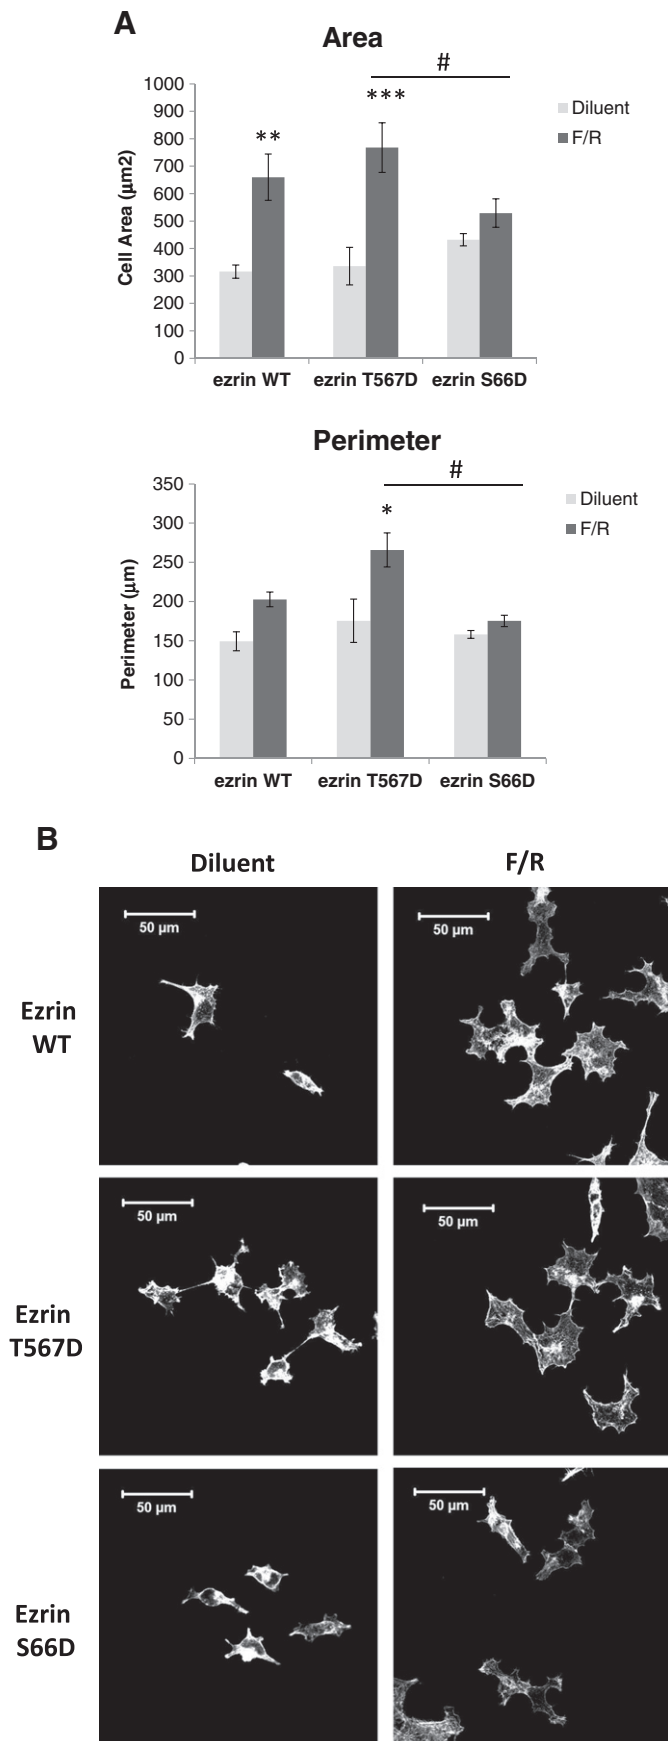 A
Area
#
1000
900
800
700
600
500
400
300
200
100
0
Cell Area (µm2)
**
***
Diluent
F/R
ezrin WT ezrin T567D ezrin S66D
Perimeter
#
350
300
250
200
150
100
50
0
Perimeter (µm)
*
Diluent
F/R
ezrin WT ezrin T567D ezrin S66D
B
Diluent F/R
Ezrin
WT
50 µm
50 µm
Ezrin
T567D
50 µm
50 µm
Ezrin
S66D
50 µm
50 µm